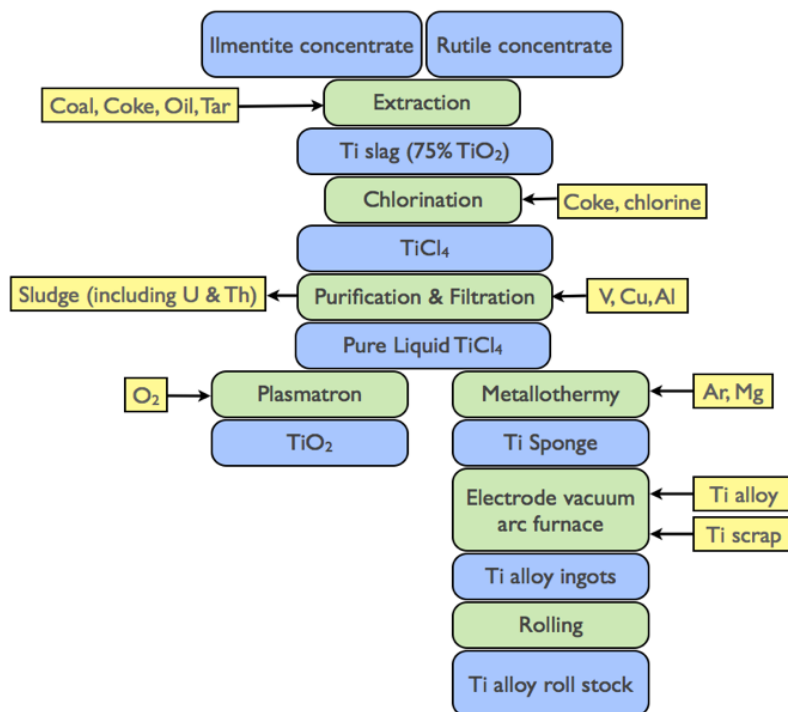 Ilmentite concentrate
Rutile concentrate
Coal, Coke, Oil, Tar
Extraction
Ti slag (75% TiO₂)
Chlorination
Coke, chlorine
TiCl₄
Sludge (including U & Th)
Purification & Filtration
V, Cu, Al
Pure Liquid TiCl₄
O₂
Plasmatron
Metallothermy
Ar, Mg
TiO₂
Ti Sponge
Electrode vacuum
arc furnace
Ti alloy
Ti scrap
Ti alloy ingots
Rolling
Ti alloy roll stock